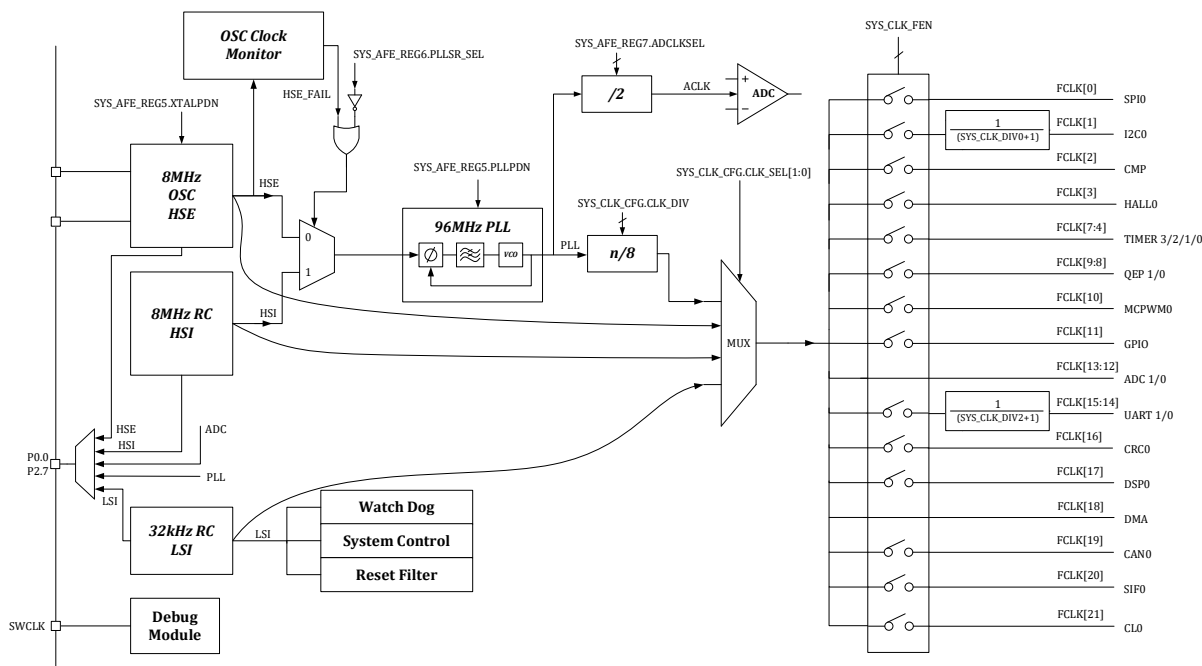 OSC Clock
Monitor
SYS_AFE_REG5.XTALPDN
HSE_FAIL
SYS_AFE_REG6.PLLSR_SEL
8MHz
OSC
HSE
HSE
0
1
8MHz RC
HSI
HSI
SYS_AFE_REG5.PLLPDN
96MHz PLL
Ø
VCO
PLL
SYS_AFE_REG7.ADCLKSEL
/2
ACLK
+
−
ADC
SYS_CLK_CFG.CLK_DIV
n/8
SYS_CLK_CFG.CLK_SEL[1:0]
MUX
HSE
HSI
ADC
PLL
LSI
P0.0
P2.7
32kHz RC
LSI
LSI
Watch Dog
System Control
Reset Filter
SWCLK
Debug
Module
SYS_CLK_FEN
FCLK[0]
SPI0
1
(SYS_CLK_DIV0+1)
FCLK[1]
I2C0
FCLK[2]
CMP
FCLK[3]
HALL0
FCLK[7:4]
TIMER 3/2/1/0
FCLK[9:8]
QEP 1/0
FCLK[10]
MCPWM0
FCLK[11]
GPIO
FCLK[13:12]
ADC 1/0
1
(SYS_CLK_DIV2+1)
FCLK[15:14]
UART 1/0
FCLK[16]
CRC0
FCLK[17]
DSP0
FCLK[18]
DMA
FCLK[19]
CAN0
FCLK[20]
SIF0
FCLK[21]
CL0